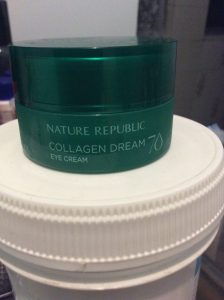 NATURE REPUBLIC
COLLAGEN DREAM 70
EYE CREAM